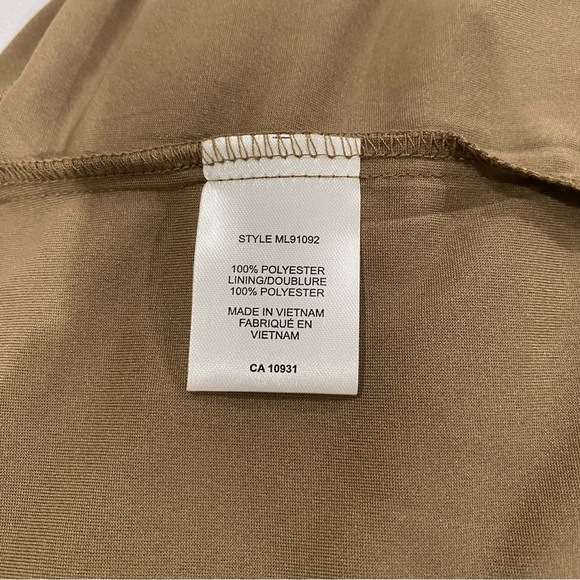 STYLE ML91092
100% POLYESTER
LINING/DOUBLURE
100% POLYESTER
MADE IN VIETNAM
FABRIQUÉ EN
VIETNAM
CA 10931